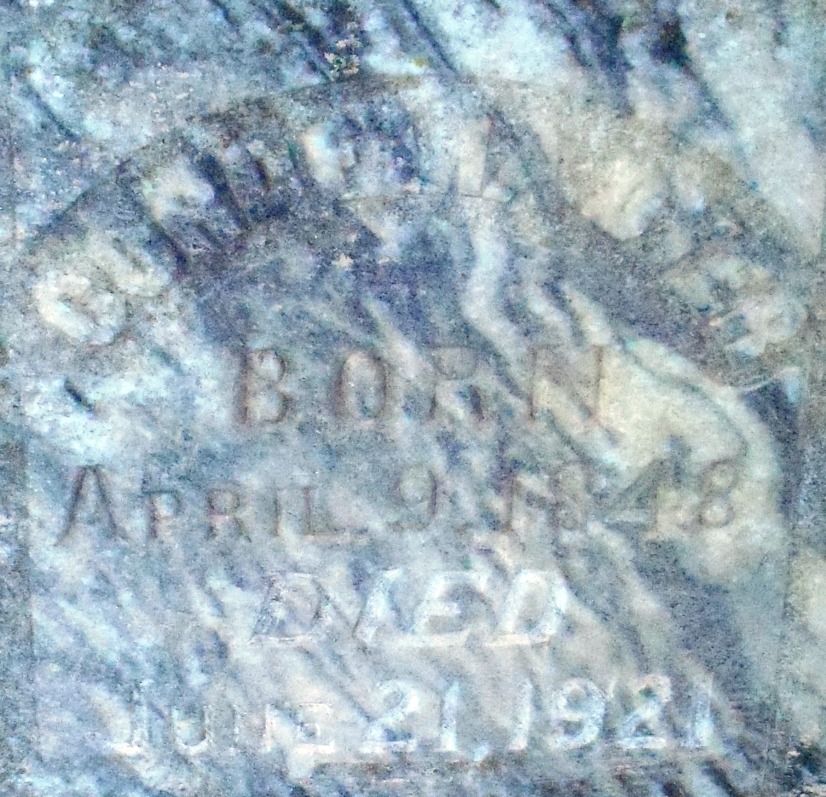 BORN
APRIL 9, 1848
DIED
JUNE 21, 1921